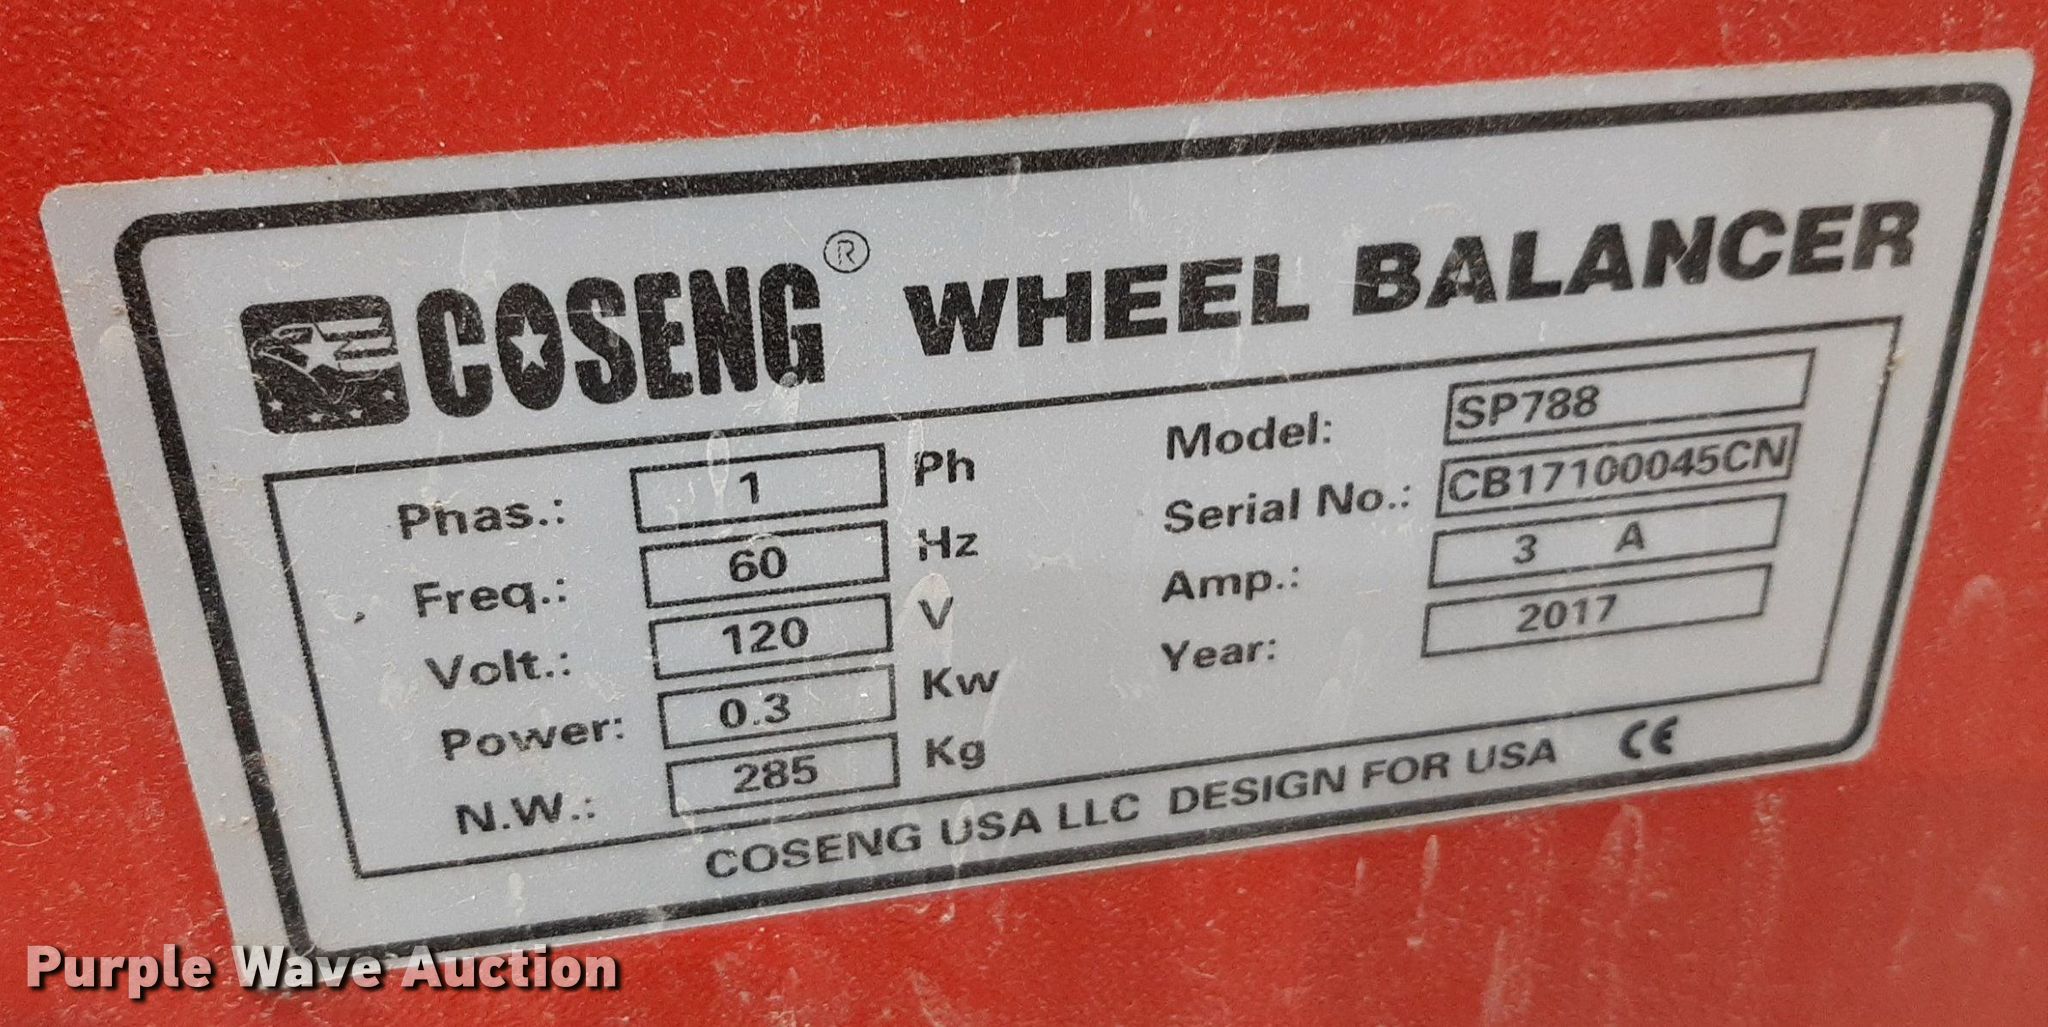 COSENG® WHEEL BALANCER
Phas.: 1 Ph
Freq.: 60 Hz
Volt.: 120 V
Power: 0.3 Kw
N.W.: 285 Kg
Model: SP788
Serial No.: CB17100045CN
Amp.: 3 A
Year: 2017
COSENG USA LLC DESIGN FOR USA CE
Purple Wave Auction